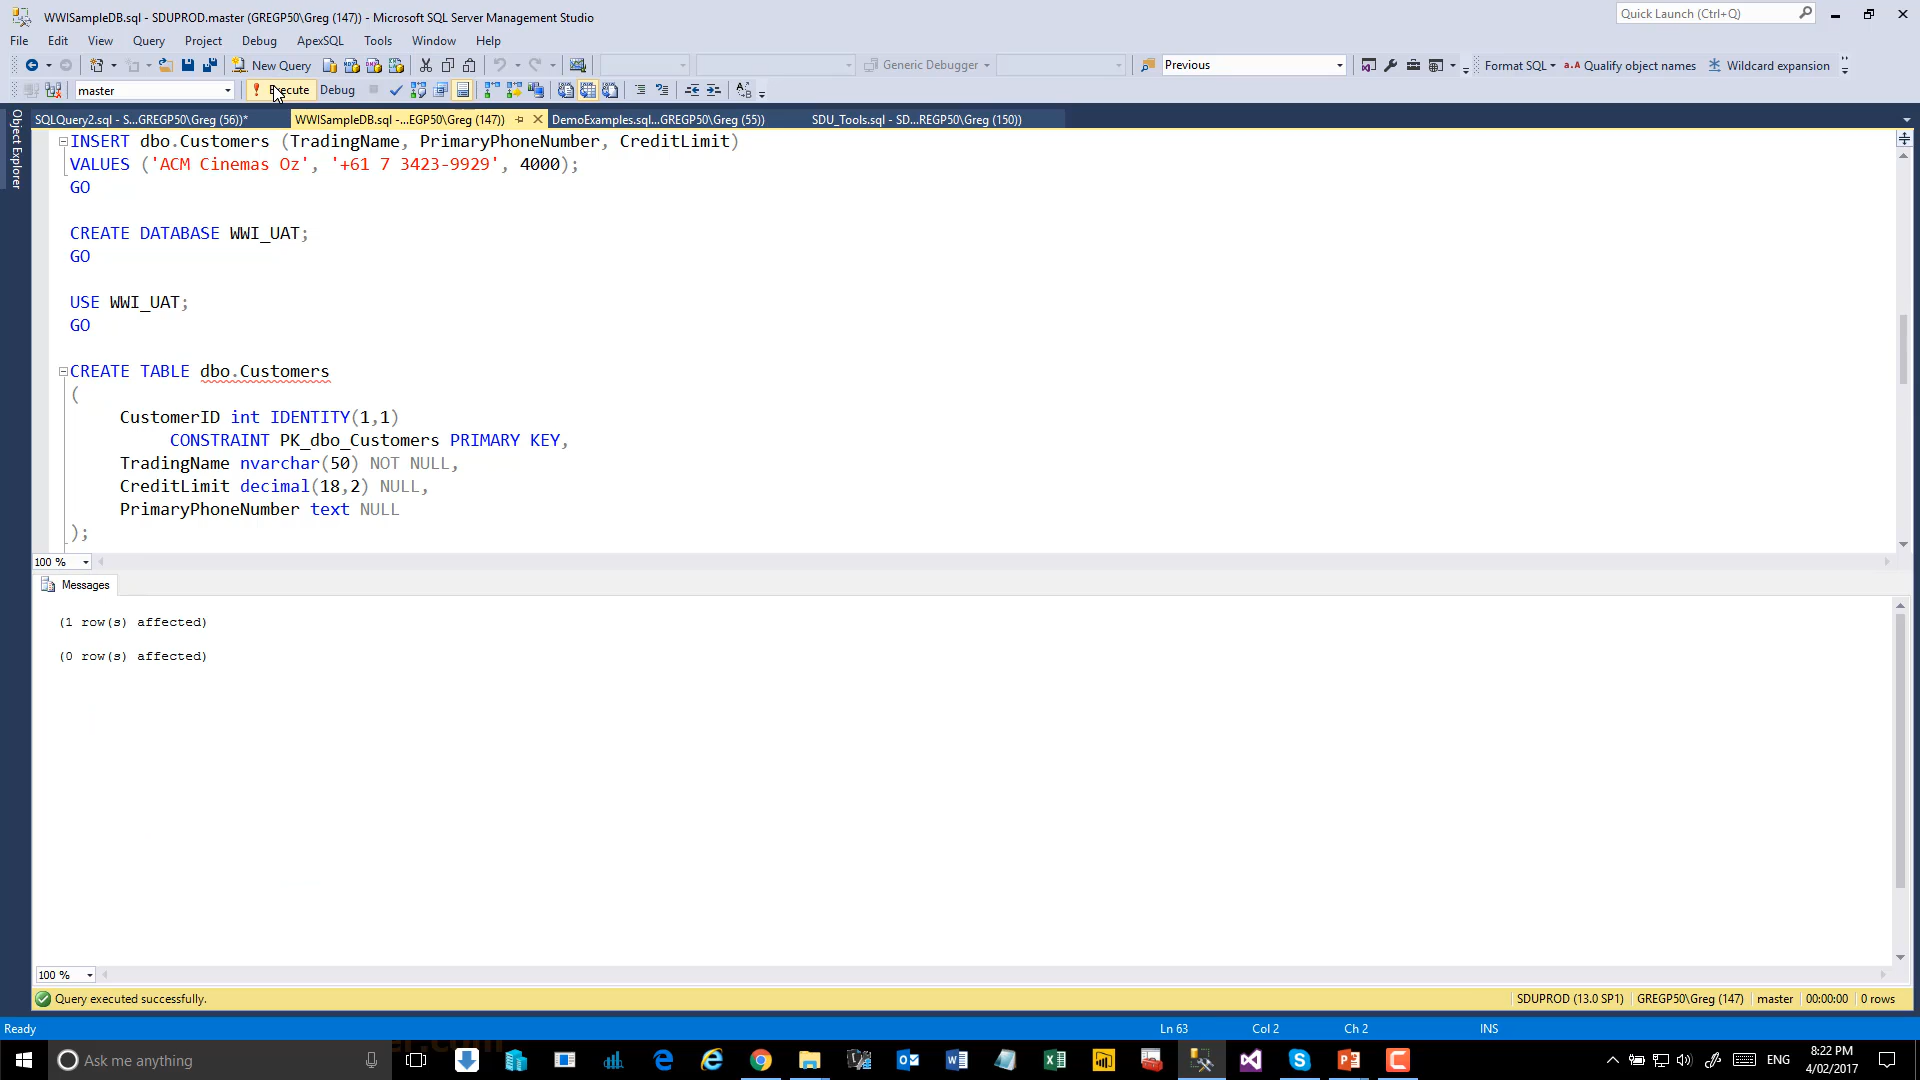 WWISampleDB.sql - SDUPROD.master (GREGP50\Greg (147)) - Microsoft SQL Server Management Studio
Quick Launch (Ctrl+Q)
File Edit View Query Project Debug Tools ApexSQL Tools Window Help
New Query
Generic Debugger
Previous
Format SQL
Qualify object names
Wildcard expansion
master
Execute
Debug
Object Explorer
SQLQuery2.sql - S...GREGP50\Greg (56))*
WWISampleDB.sql -...EGP50\Greg (147))
DemoExamples.sql...GREGP50\Greg (55))
SDU_Tools.sql - SD...REGP50\Greg (150))
INSERT dbo.Customers (TradingName, PrimaryPhoneNumber, CreditLimit)
VALUES ('ACM Cinemas Oz', '+61 7 3423-9929', 4000);
GO
CREATE DATABASE WWI_UAT;
GO
USE WWI_UAT;
GO
CREATE TABLE dbo.Customers
(
CustomerID int IDENTITY(1,1)
CONSTRAINT PK_dbo_Customers PRIMARY KEY,
TradingName nvarchar(50) NOT NULL,
CreditLimit decimal(18,2) NULL,
PrimaryPhoneNumber text NULL
);
100 %
Messages
(1 row(s) affected)
(0 row(s) affected)
100 %
Query executed successfully.
SDUPROD (13.0 SP1)
GREGP50\Greg (147)
master
00:00:00
0 rows
Ready
Ln 63
Col 2
Ch 2
INS
Ask me anything
ENG
8:22 PM
4/02/2017